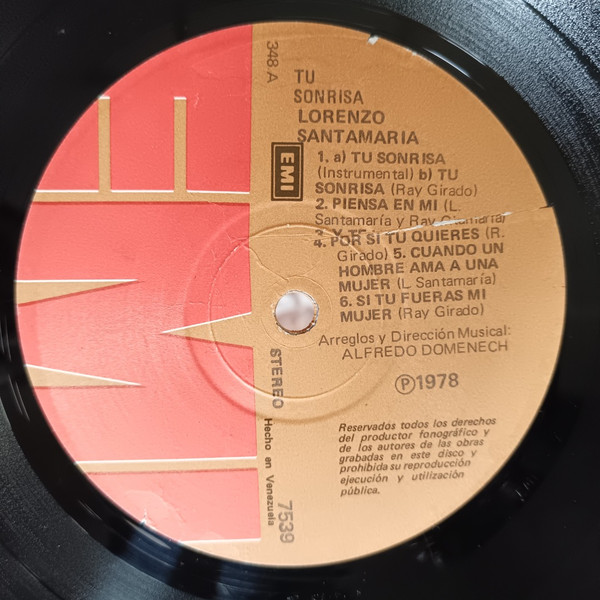 348 A
TU
SONRISA
LORENZO
SANTAMARIA
EMI
1. a) TU SONRISA
(Instrumental) b) TU
SONRISA (Ray Girado)
2. PIENSA EN MI (L.
Santamaría y Ray
3. Y TE
4. POR SI TU QUIERES (R.
Girado) 5. CUANDO UN
HOMBRE AMA A UNA
MUJER (L. Santamaría)
6. SI TU FUERAS MI
MUJER (Ray Girado)
Arreglos y Dirección Musical:
ALFREDO DOMENECH
Ⓟ1978
STEREO
Hecho en Venezuela
7539
Reservados todos los derechos
del productor fonográfico y
de los autores de las obras
grabadas en este disco y
prohibida su reproducción
ejecución y utilización
pública.